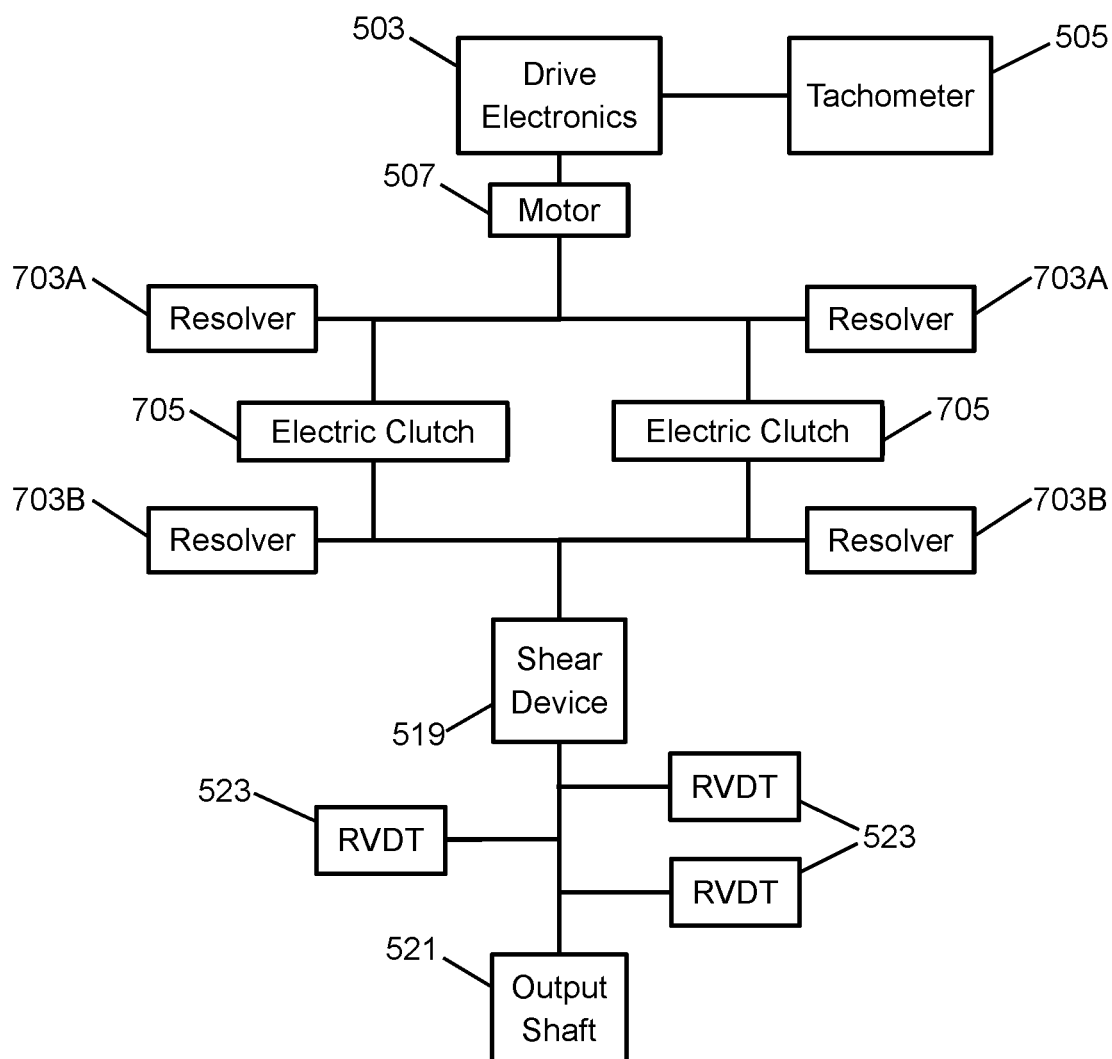 503
505
Drive
Electronics
Tachometer
507
Motor
703A
Resolver
Resolver
703A
705
Electric Clutch
Electric Clutch
705
703B
Resolver
Resolver
703B
Shear
Device
519
523
RVDT
RVDT
RVDT
523
521
Output
Shaft